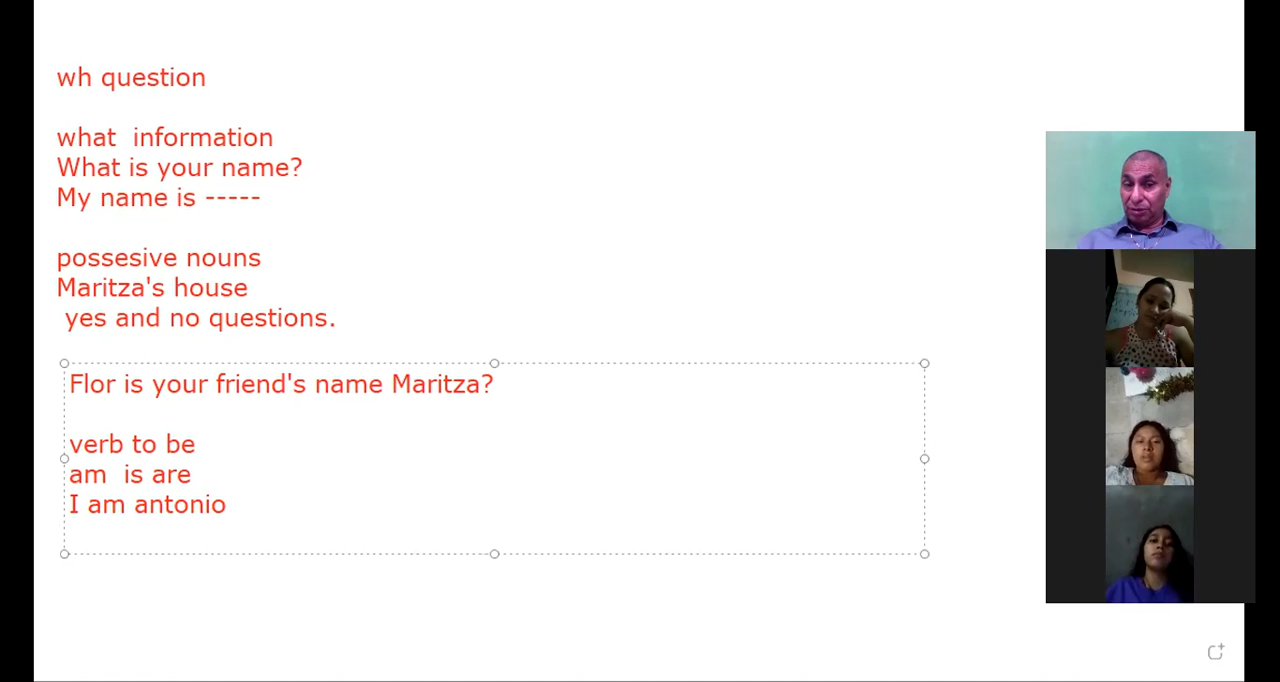 wh question
what  information
What is your name?
My name is -----
possesive nouns
Maritza's house
yes and no questions.
Flor is your friend's name Maritza?
verb to be
am  is are
I am antonio